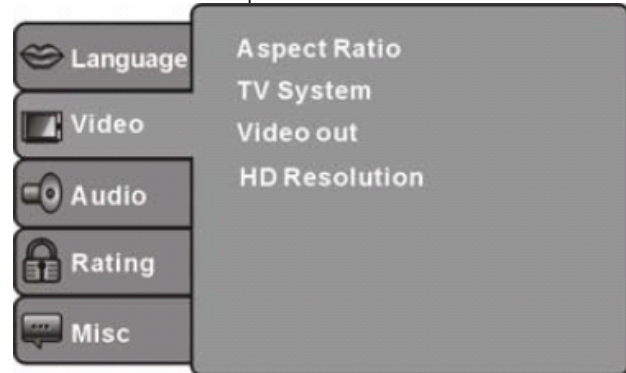 Language
Video
Audio
Rating
Misc
Aspect Ratio
TV System
Video out
HD Resolution